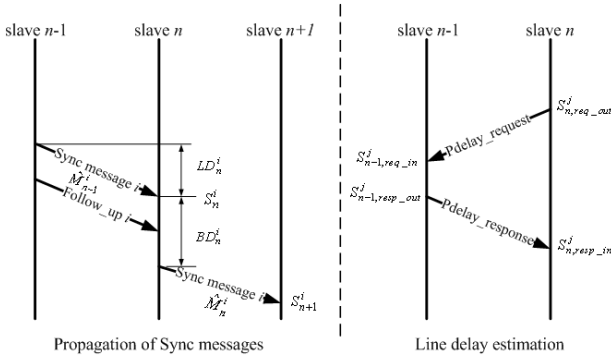 slave n-1
slave n
slave n+1
Sync message i
M̂ⁱₙ₋₁
Follow_up i
LDⁱₙ
Sⁱₙ
BDⁱₙ
Sync message i
M̂ⁱₙ
Sⁱₙ₊₁
Propagation of Sync messages
slave n-1
slave n
Sʲn,req_out
Pdelay_request
Sʲn-1,req_in
Sʲn-1,resp_out
Pdelay_response
Sʲn,resp_in
Line delay estimation